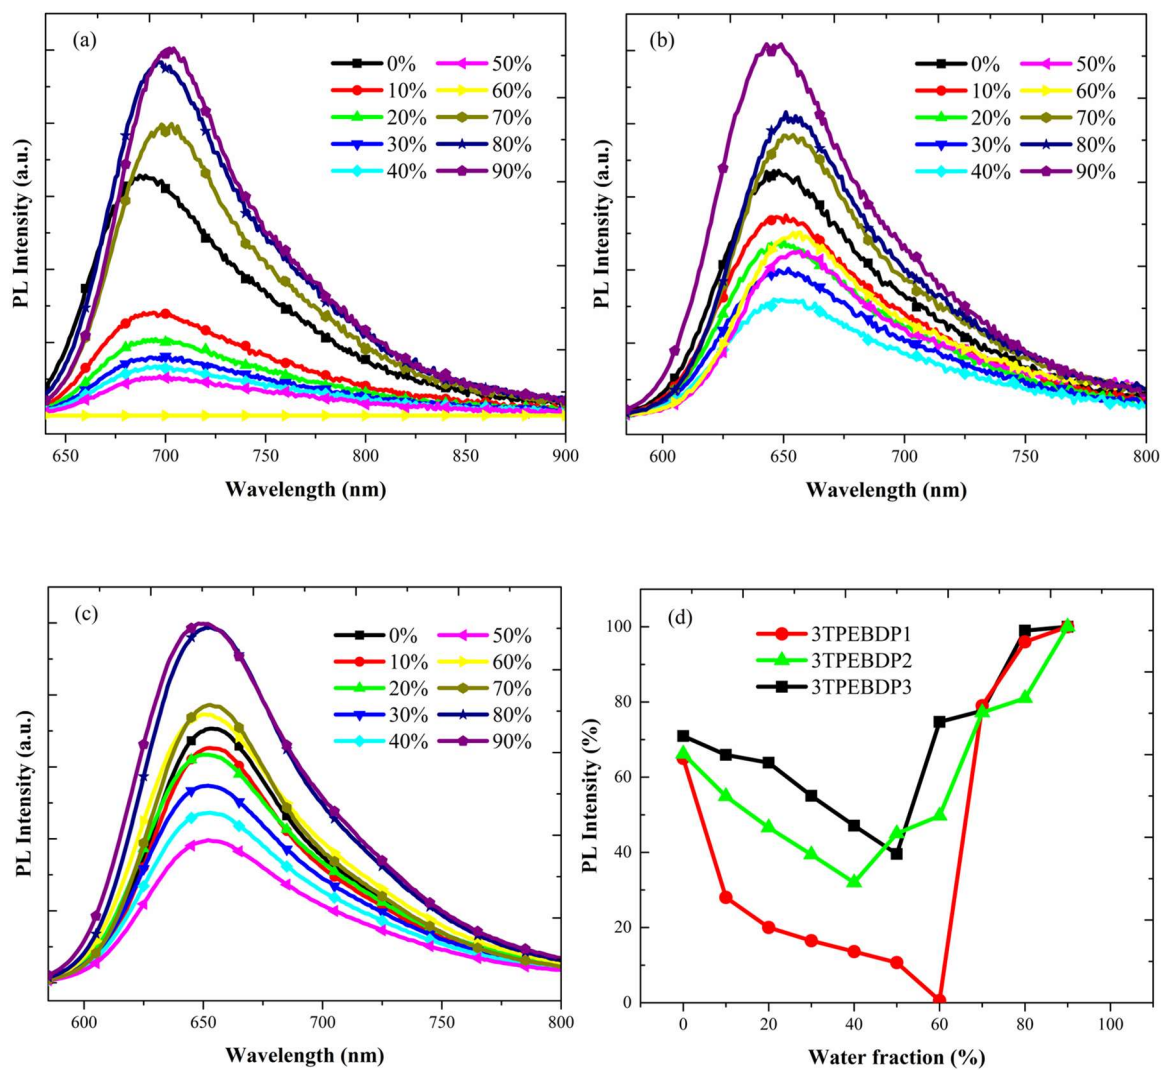 (a)
0% 50%
10% 60%
20% 70%
30% 80%
40% 90%
PL Intensity (a.u.)
650 700 750 800 850 900
Wavelength (nm)
(b)
0% 50%
10% 60%
20% 70%
30% 80%
40% 90%
PL Intensity (a.u.)
600 650 700 750 800
Wavelength (nm)
(c)
0% 50%
10% 60%
20% 70%
30% 80%
40% 90%
PL Intensity (a.u.)
600 650 700 750 800
Wavelength (nm)
(d)
3TPEBDP1
3TPEBDP2
3TPEBDP3
PL Intensity (%)
100
80
60
40
20
0
0 20 40 60 80 100
Water fraction (%)